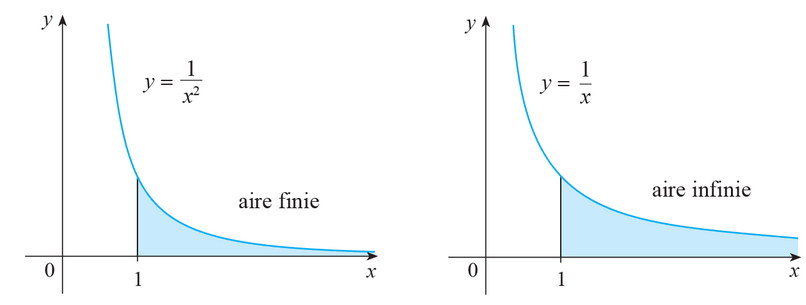 y
y = 1/x²
aire finie
0
1
x
y
y = 1/x
aire infinie
0
1
x